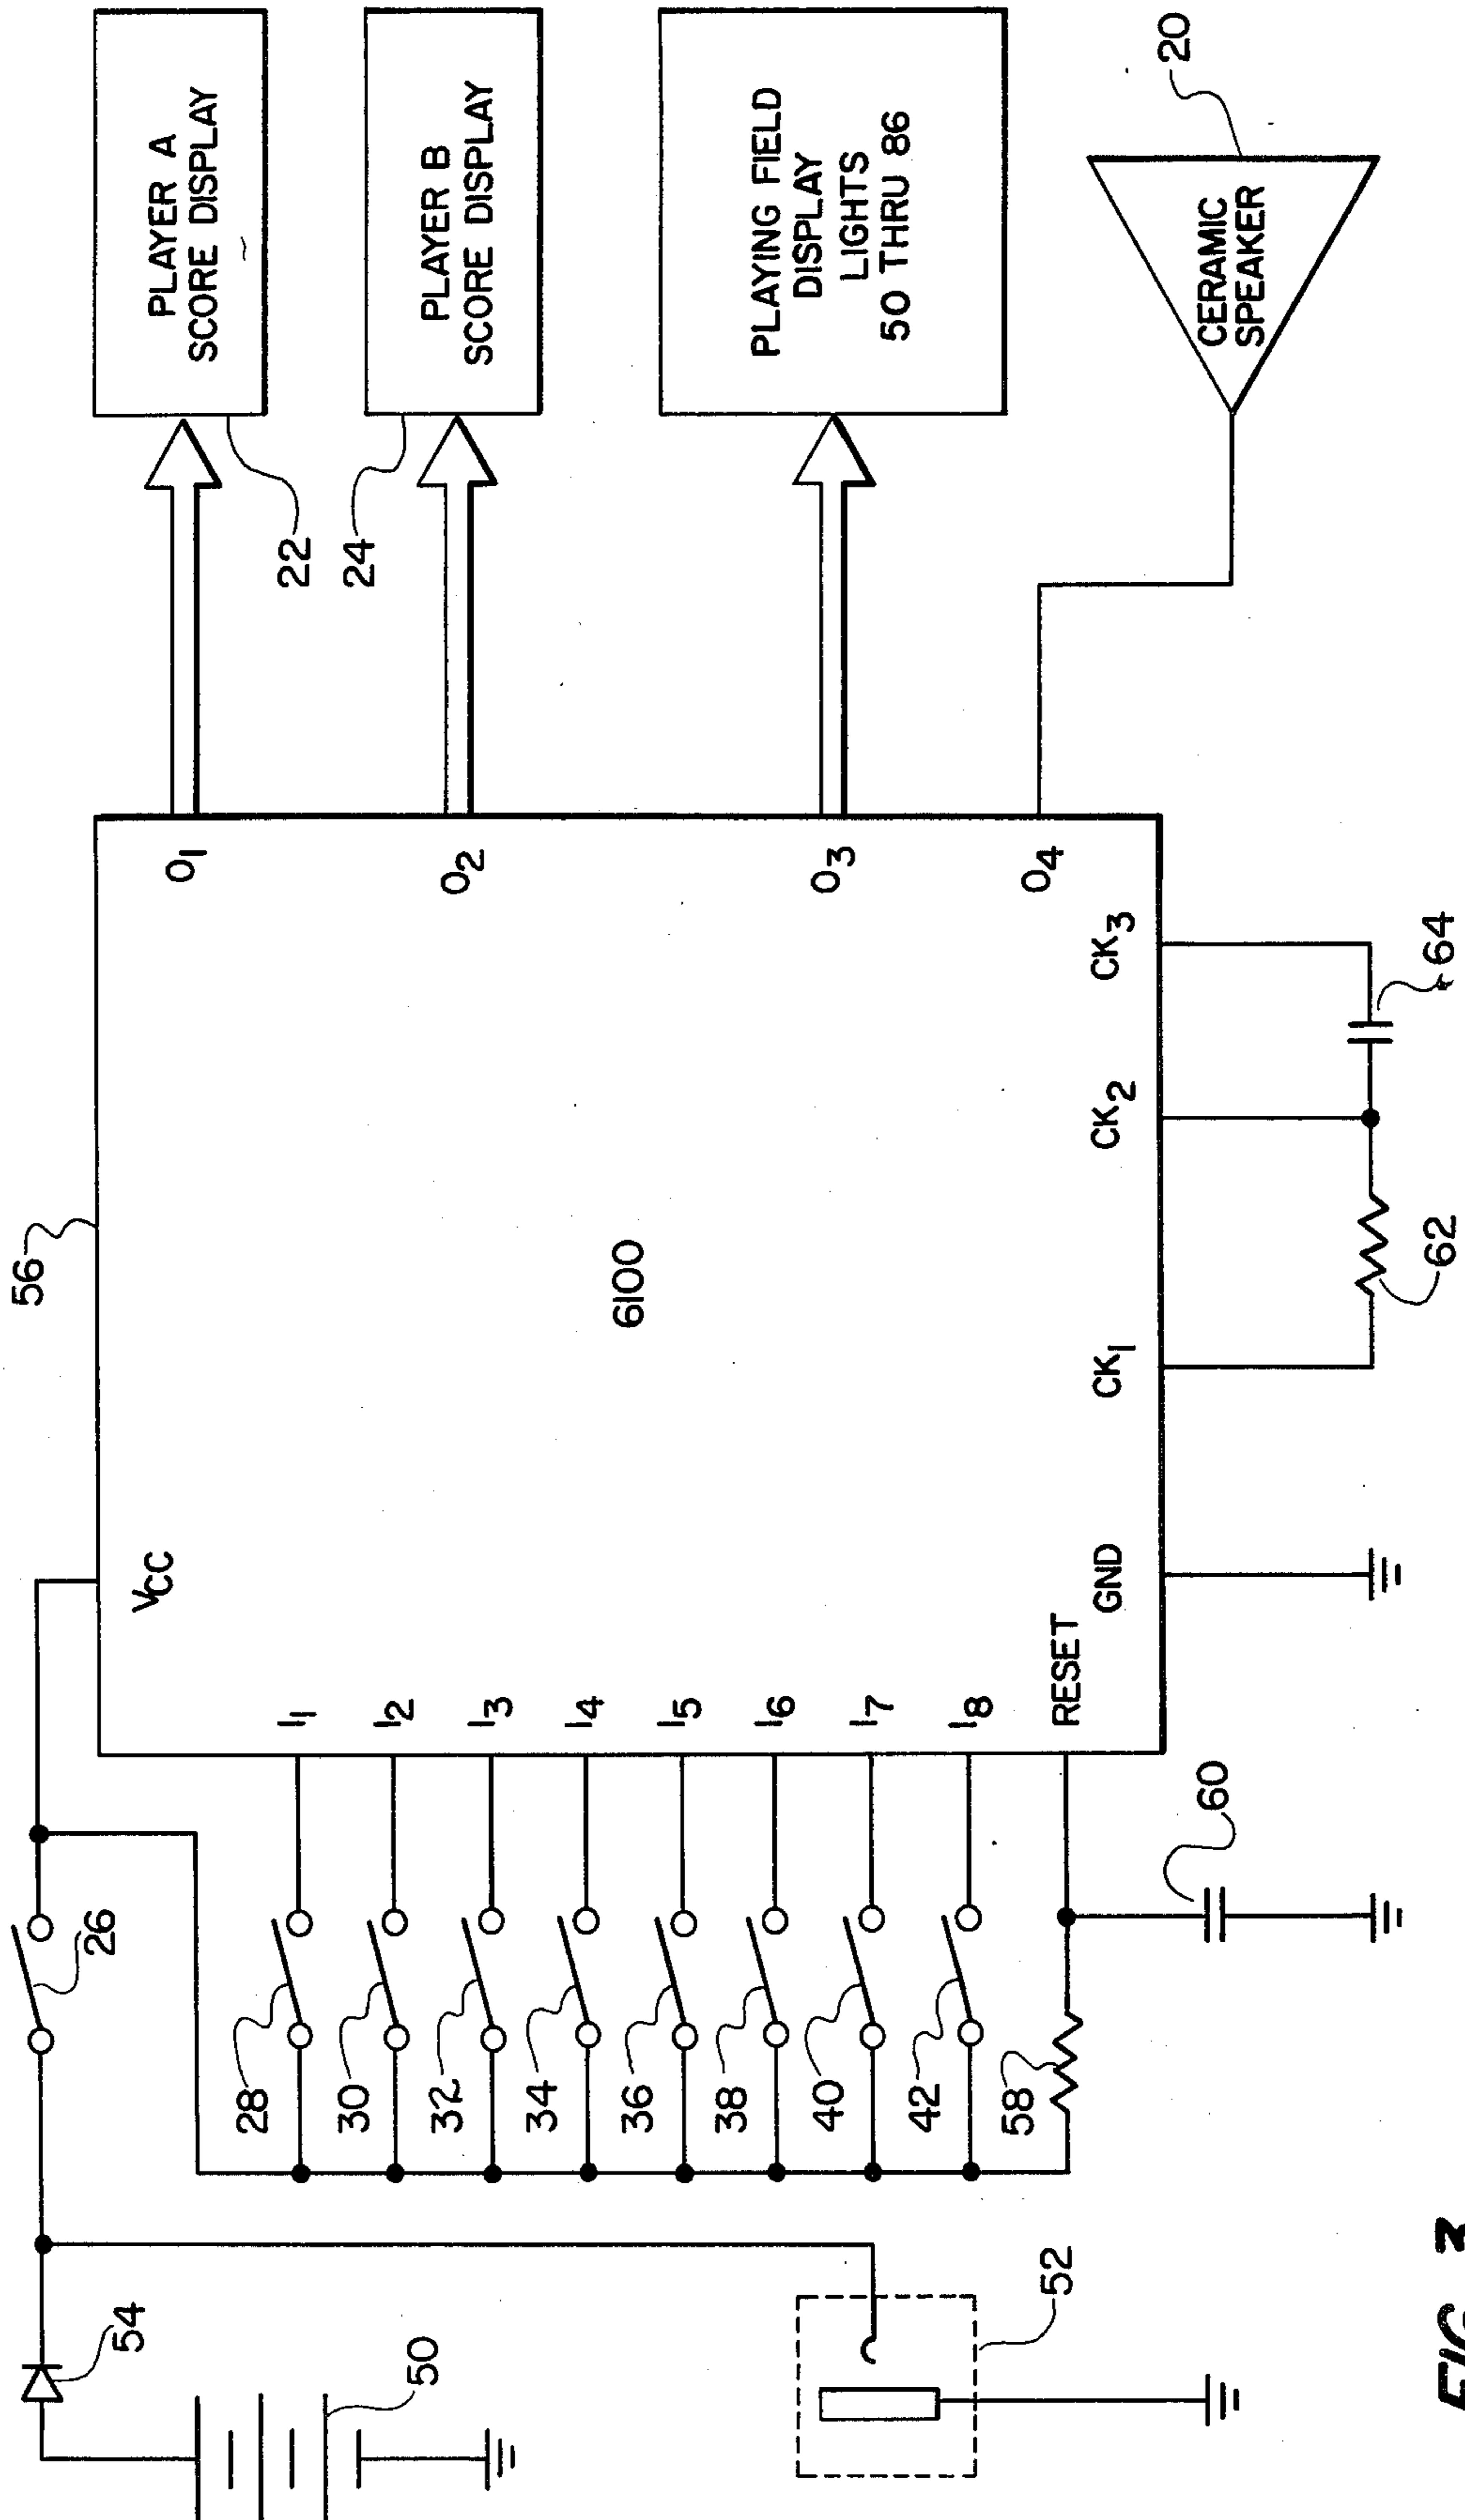 56
VCC
6100
I1
I2
I3
I4
I5
I6
I7
I8
RESET
GND
CK1
CK2
CK3
O1
O2
O3
O4
PLAYER A
SCORE DISPLAY
22
PLAYER B
SCORE DISPLAY
24
PLAYING FIELD
DISPLAY
LIGHTS
50 THRU 86
CERAMIC
SPEAKER
20
26
28
30
32
34
36
38
40
42
58
60
62
64
54
50
52
FIG. 3